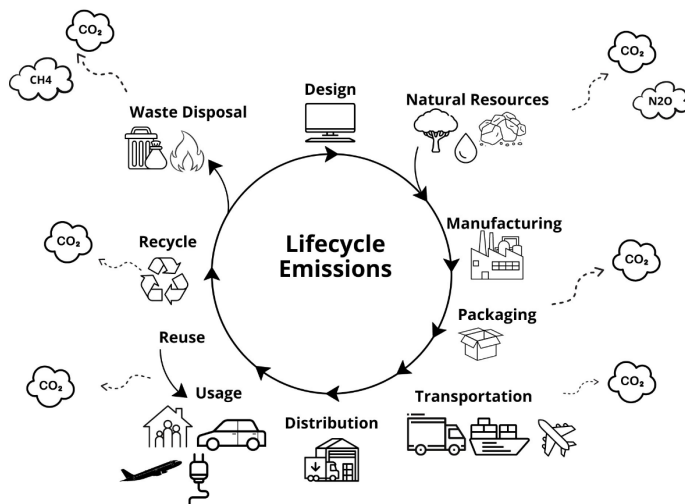 CO₂
CH4
Waste Disposal
Design
Natural Resources
CO₂
N2O
Lifecycle
Emissions
Manufacturing
CO₂
Recycle
CO₂
Packaging
Reuse
CO₂
Usage
Distribution
Transportation
CO₂